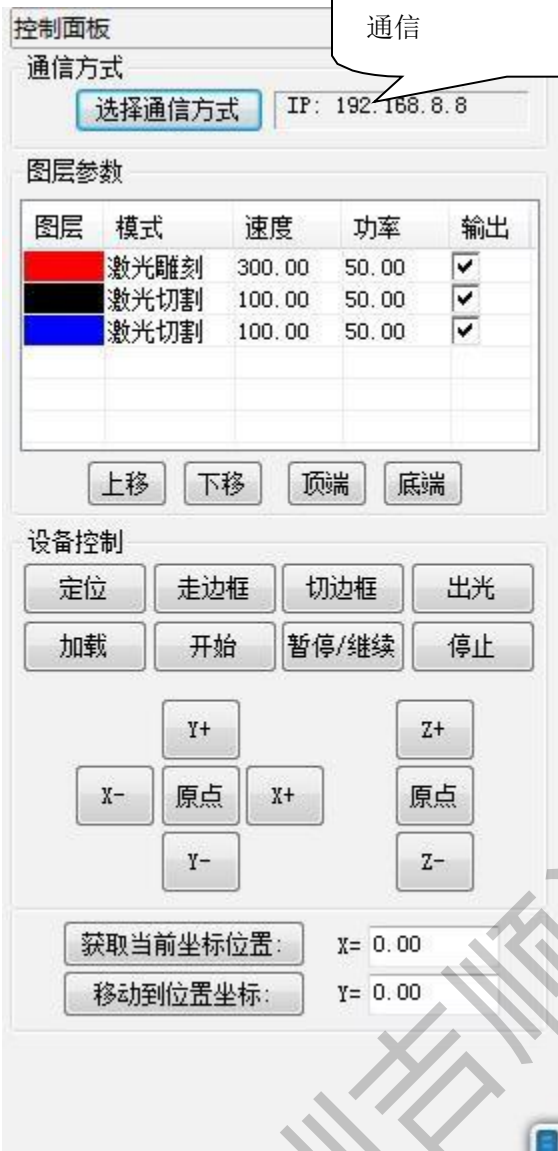 控制面板
通信
通信方式
选择通信方式 IP: 192.168.8.8
图层参数
图层 模式 速度 功率 输出
激光雕刻 300.00 50.00
激光切割 100.00 50.00
激光切割 100.00 50.00
上移 下移 顶端 底端
设备控制
定位 走边框 切边框 出光
加载 开始 暂停/继续 停止
Y+ Z+
X- 原点 X+ 原点
Y- Z-
获取当前坐标位置: X= 0.00
移动到位置坐标: Y= 0.00